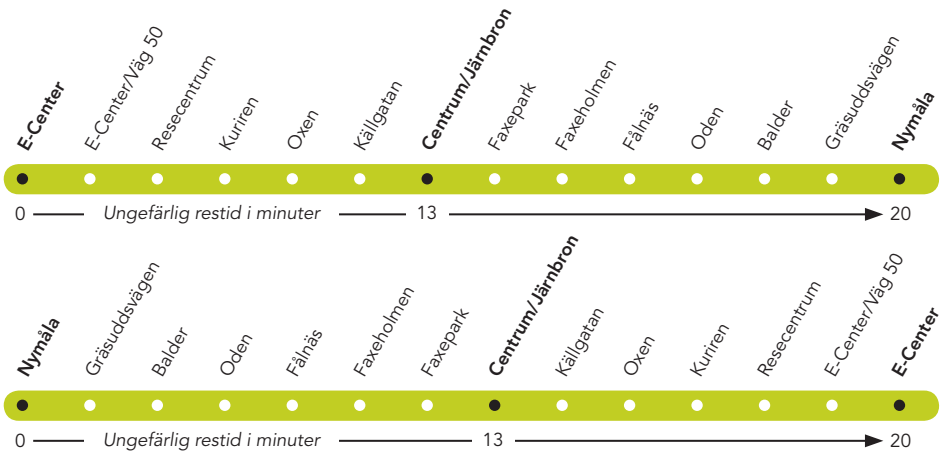 E-Center
E-Center/Väg 50
Resecentrum
Kuriren
Oxen
Källgatan
Centrum/Järnbron
Faxepark
Faxeholmen
Fålnäs
Oden
Balder
Gräsuddsvägen
Nymåla
0 Ungefärlig restid i minuter 13 20
Nymåla
Gräsuddsvägen
Balder
Oden
Fålnäs
Faxeholmen
Faxepark
Centrum/Järnbron
Källgatan
Oxen
Kuriren
Resecentrum
E-Center/Väg 50
E-Center
0 Ungefärlig restid i minuter 13 20